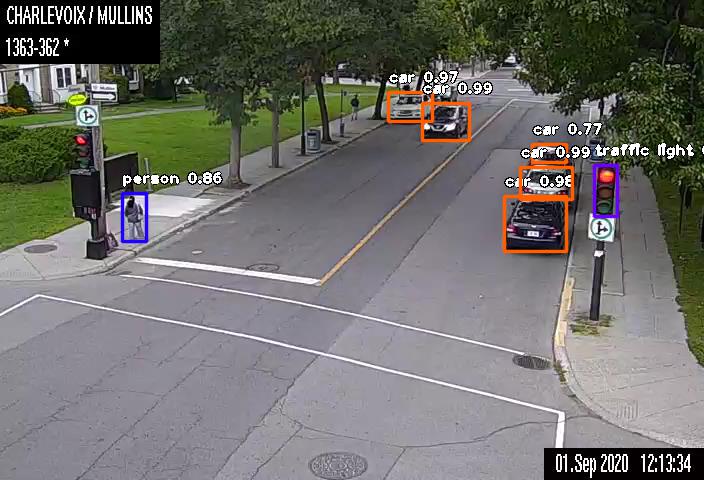 CHARLEVOIX / MULLINS
1363-362 *
car 0.97
car 0.99
car 0.77
car 0.99
traffic light
car 0.98
person 0.86
01.Sep 2020 12:13:34